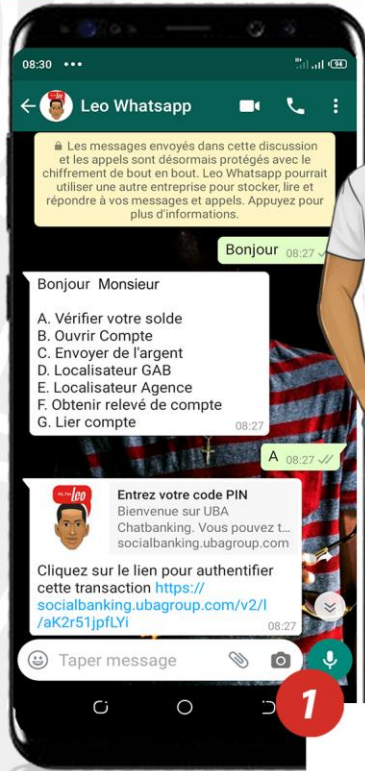 08:30 •••
94
Leo Whatsapp
Les messages envoyés dans cette discussion
et les appels sont désormais protégés avec le
chiffrement de bout en bout. Leo Whatsapp pourrait
utiliser une autre entreprise pour stocker, lire et
répondre à vos messages et appels. Appuyez pour
plus d'informations.
Bonjour 08:27
Bonjour Monsieur
A. Vérifier votre solde
B. Ouvrir Compte
C. Envoyer de l'argent
D. Localisateur GAB
E. Localisateur Agence
F. Obtenir relevé de compte
G. Lier compte
08:27
A 08:27
Hi, I'm
leo
Entrez votre code PIN
Bienvenue sur UBA
Chatbanking. Vous pouvez t...
socialbanking.ubagroup.com
Cliquez sur le lien pour authentifier
cette transaction https://
socialbanking.ubagroup.com/v2/l
/aK2r51jpfLYi
08:27
Taper message
1